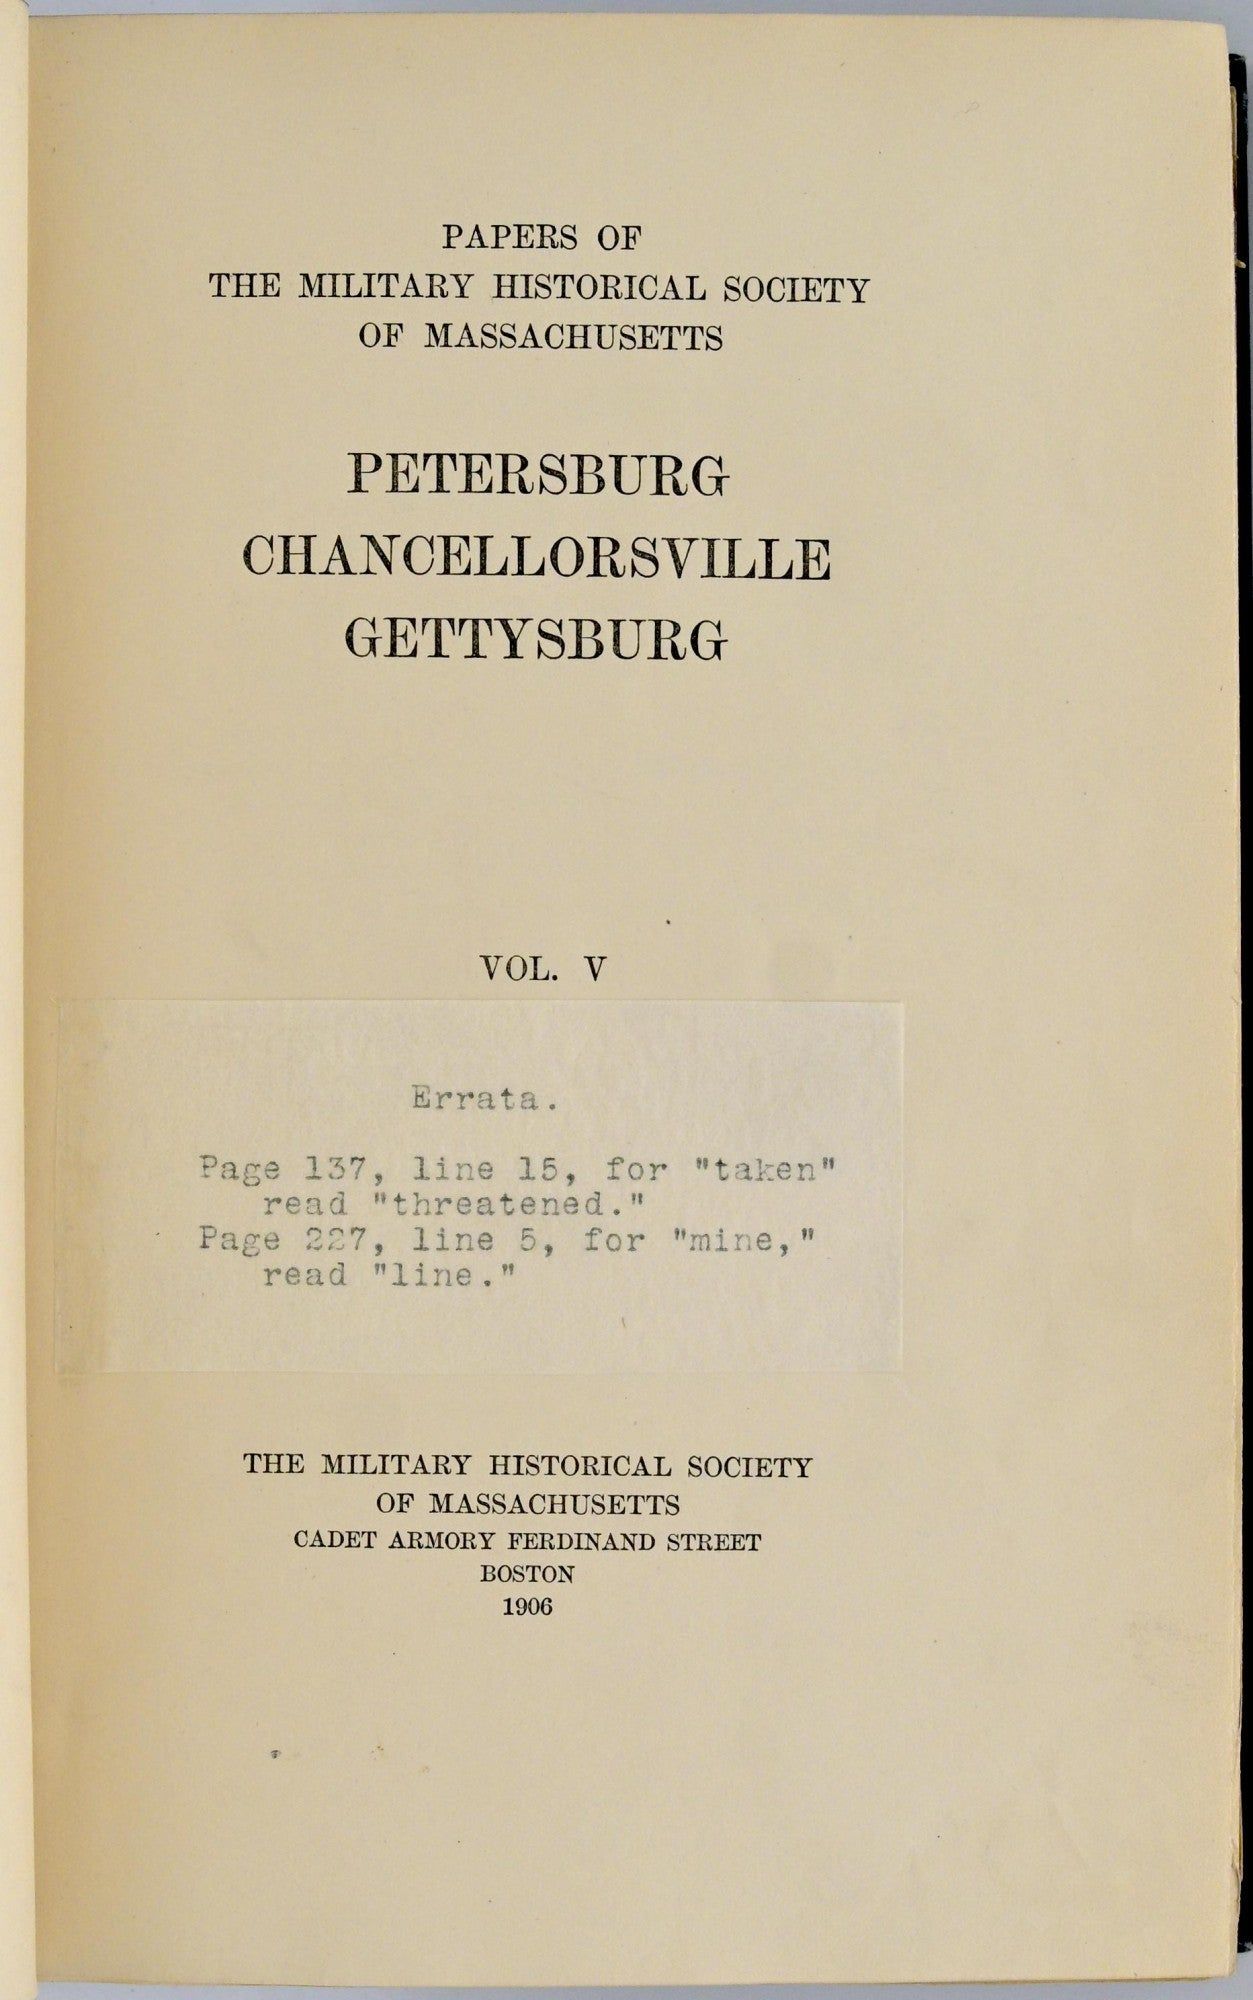 PAPERS OF
THE MILITARY HISTORICAL SOCIETY
OF MASSACHUSETTS
PETERSBURG
CHANCELLORSVILLE
GETTYSBURG
VOL. V
Errata.
Page 137, line 15, for "taken"
read "threatened."
Page 227, line 5, for "mine,"
read "line."
THE MILITARY HISTORICAL SOCIETY
OF MASSACHUSETTS
CADET ARMORY FERDINAND STREET
BOSTON
1906